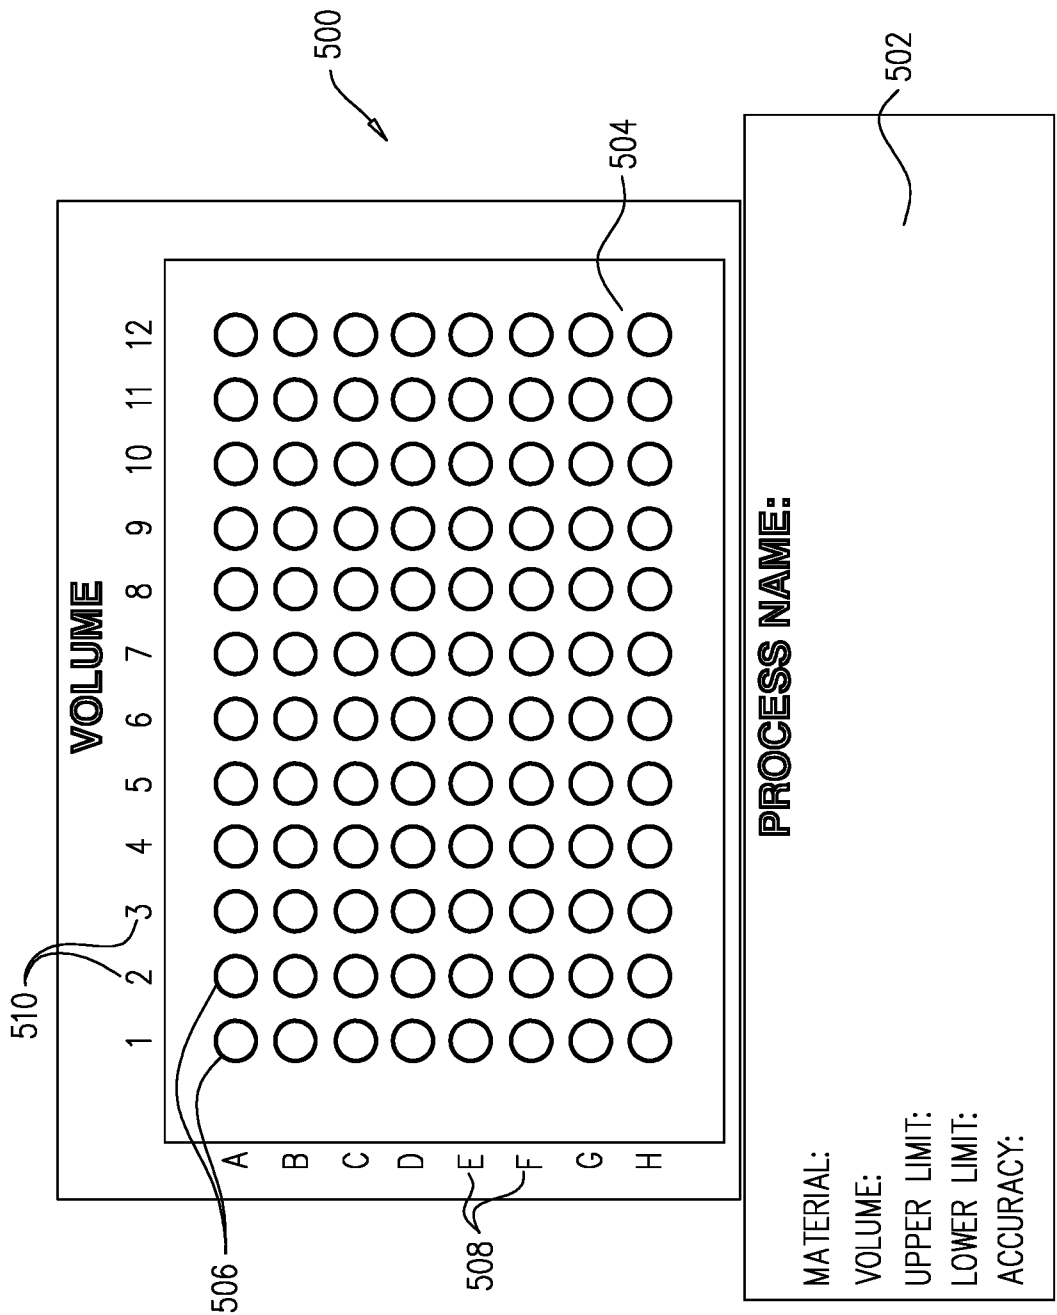 500
VOLUME
510
1 2 3 4 5 6 7 8 9 10 11 12
506
A
B
C
D
E
F
G
H
508
504
PROCESS NAME:
502
MATERIAL:
VOLUME:
UPPER LIMIT:
LOWER LIMIT:
ACCURACY: